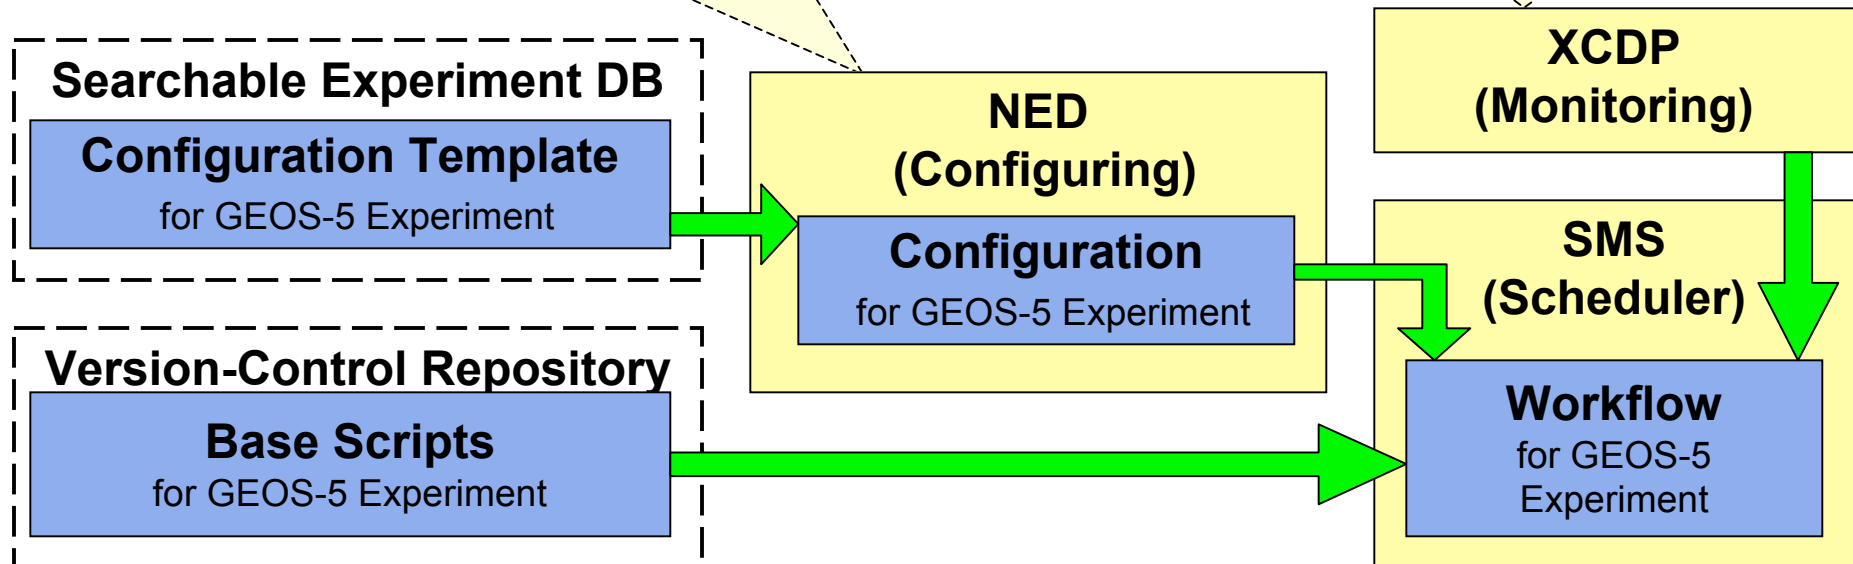 Searchable Experiment DB
Configuration Template
for GEOS-5 Experiment
Version-Control Repository
Base Scripts
for GEOS-5 Experiment
NED
(Configuring)
Configuration
for GEOS-5 Experiment
XCDP
(Monitoring)
SMS
(Scheduler)
Workflow
for GEOS-5
Experiment